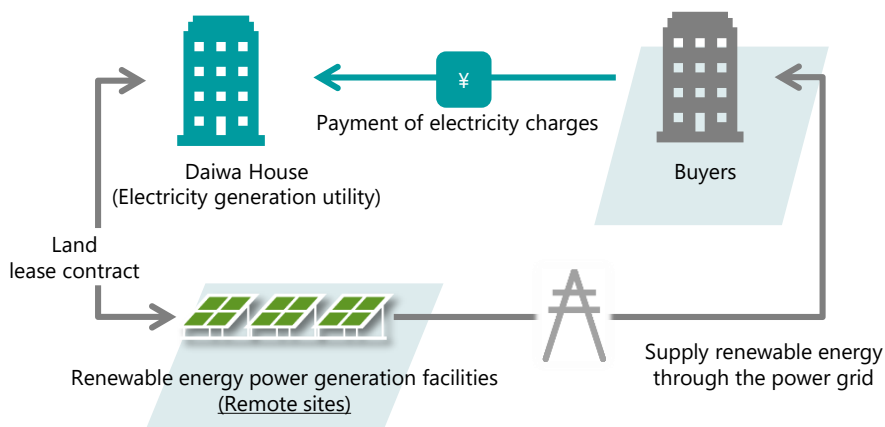 ¥
Payment of electricity charges
Daiwa House
(Electricity generation utility)
Buyers
Land
lease contract
Renewable energy power generation facilities
(Remote sites)
Supply renewable energy
through the power grid